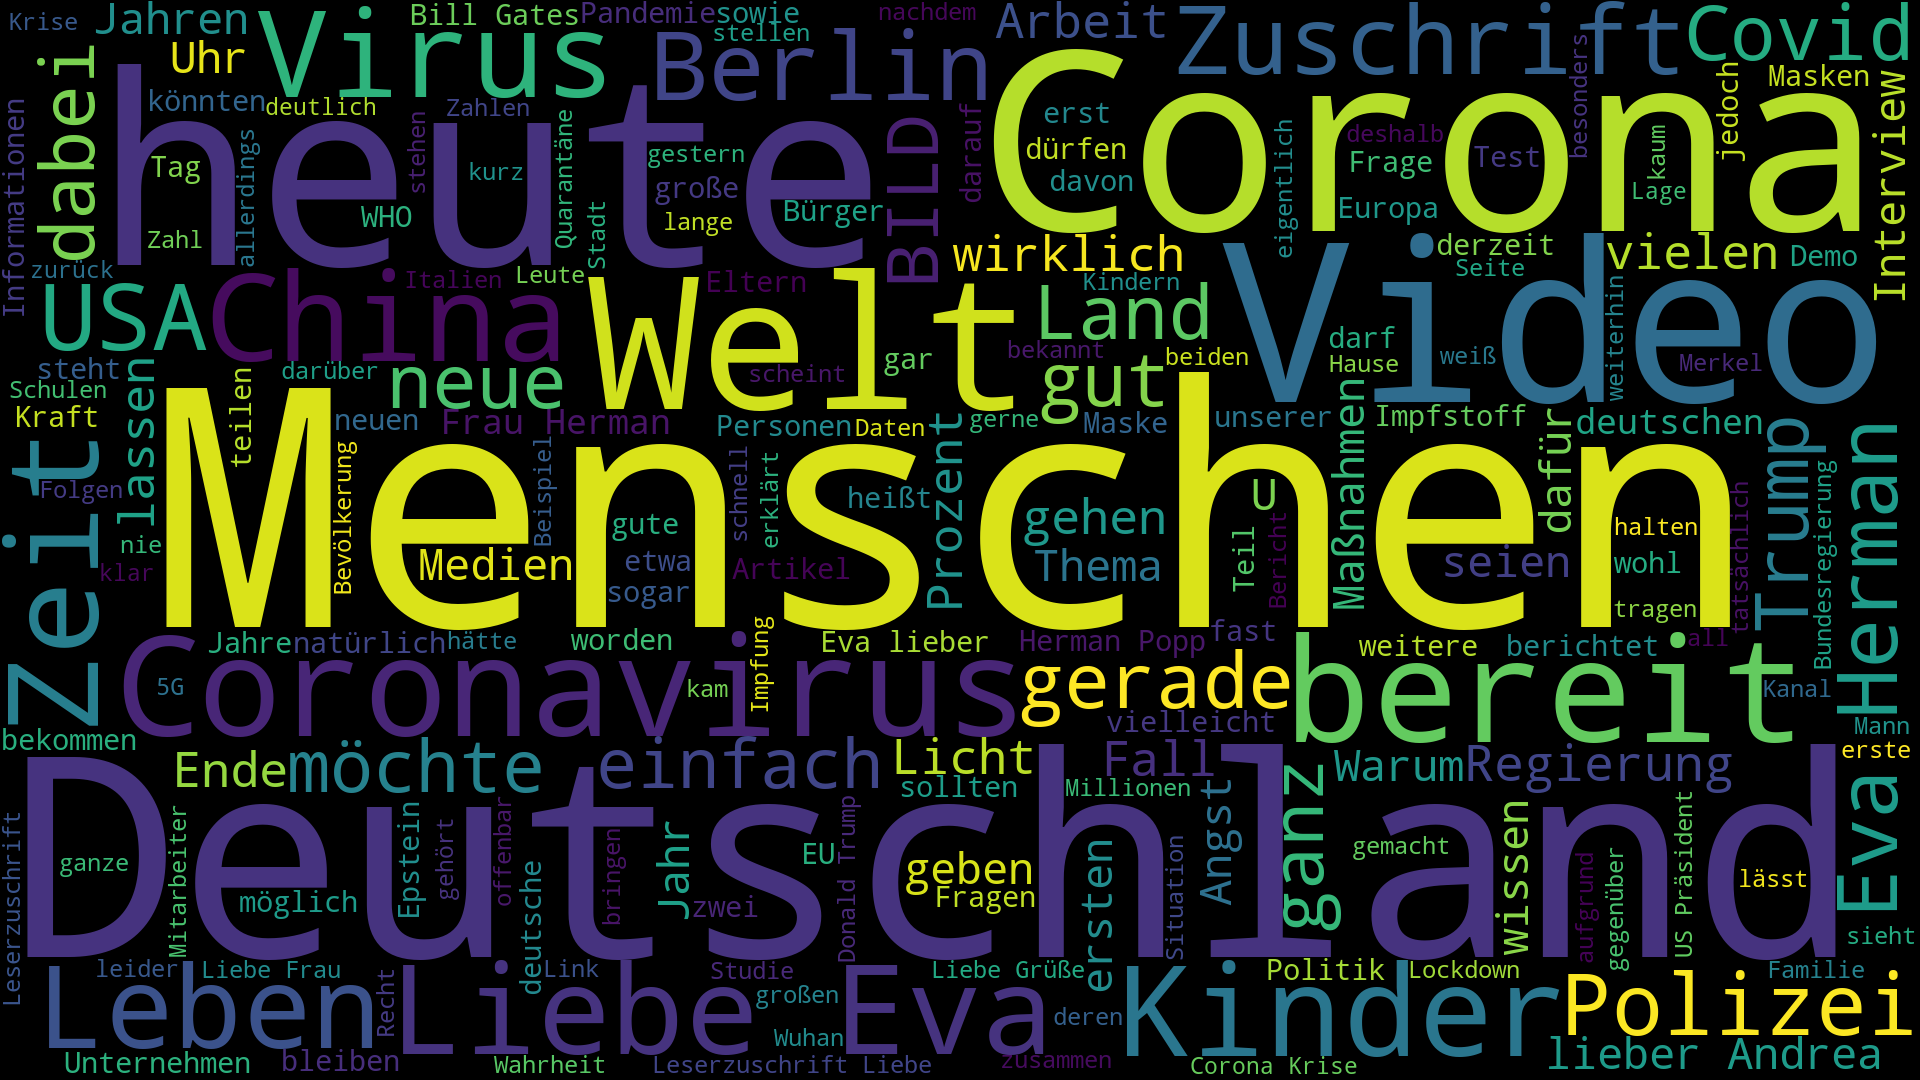 Krise
Jahren
Virus
Bill Gates
Pandemie
sowie
stellen
nachdem
Arbeit
Zuschrift
Covid
Uhr
Berlin
Corona
Masken
dabei
könnten
deutlich
Zahlen
heute
BILD
erst
dürfen
davon
besonders
deshalb
Frage
Test
kaum
Lage
jedoch
Interview
Informationen
Tag
allerdings
stehen
kurz
Quarantäne
gestern
große
lange
darauf
eigentlich
Europa
Zahl
WHO
Stadt
Bürger
wirklich
derzeit
vielen
Demo
zurück
Italien
Leute
Eltern
Kindern
Seite
USA
China
Welt
Land
Video
weiterhin
steht
darüber
neue
scheint
gar
bekannt
beiden
gut
darf
Hause
weiß
Merkel
Schulen
Kraft
lassen
teilen
neuen
Frau Herman
Personen
Daten
Prozent
gerne
Maske
unserer
Maßnahmen
Impfstoff
dafür
deutschen
Trump
Zeit
Menschen
Folgen
nie
klar
Bevölkerung
Medien
Beispiel
gute
etwa
sogar
schnell
erklärt
Artikel
heißt
gehen
Thema
U
Teil
Bericht
seien
halten
wohl
tragen
tatsächlich
Bundesregierung
Herman
Jahre
natürlich
hätte
worden
Impfung
Eva lieber
Herman Popp
fast
weitere
berichtet
all
5G
Coronavirus
kam
gerade
vielleicht
bereit
Kanal
bekommen
Mann
erste
Ende
möchte
einfach
Licht
sollten
Fall
Millionen
Angst
ganz
Warum
Regierung
Eva
Deutschland
Leserzuschrift
ganze
Mitarbeiter
möglich
Epstein
gehört
offenbar
deutsche
bringen
Jahr
zwei
EU
Donald Trump
geben
Fragen
ersten
Situation
gemacht
wissen
aufgrund
gegenüber
US Präsident
lässt
sieht
leider
Liebe Frau
Recht
Link
Studie
großen
Liebe Grüße
Politik
Lockdown
Familie
Leben
Liebe
Eva
Wuhan
deren
Kinder
Polizei
Unternehmen
bleiben
Wahrheit
Leserzuschrift Liebe
zusammen
Corona Krise
lieber Andrea